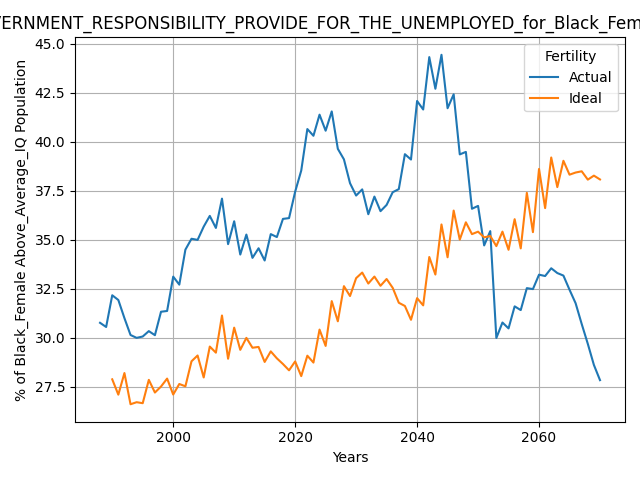 VERNMENT_RESPONSIBILITY_PROVIDE_FOR_THE_UNEMPLOYED_for_Black_Fem
45.0
42.5
40.0
37.5
35.0
32.5
30.0
27.5
% of Black_Female Above_Average_IQ Population
Fertility
Actual
Ideal
2000
2020
2040
2060
Years